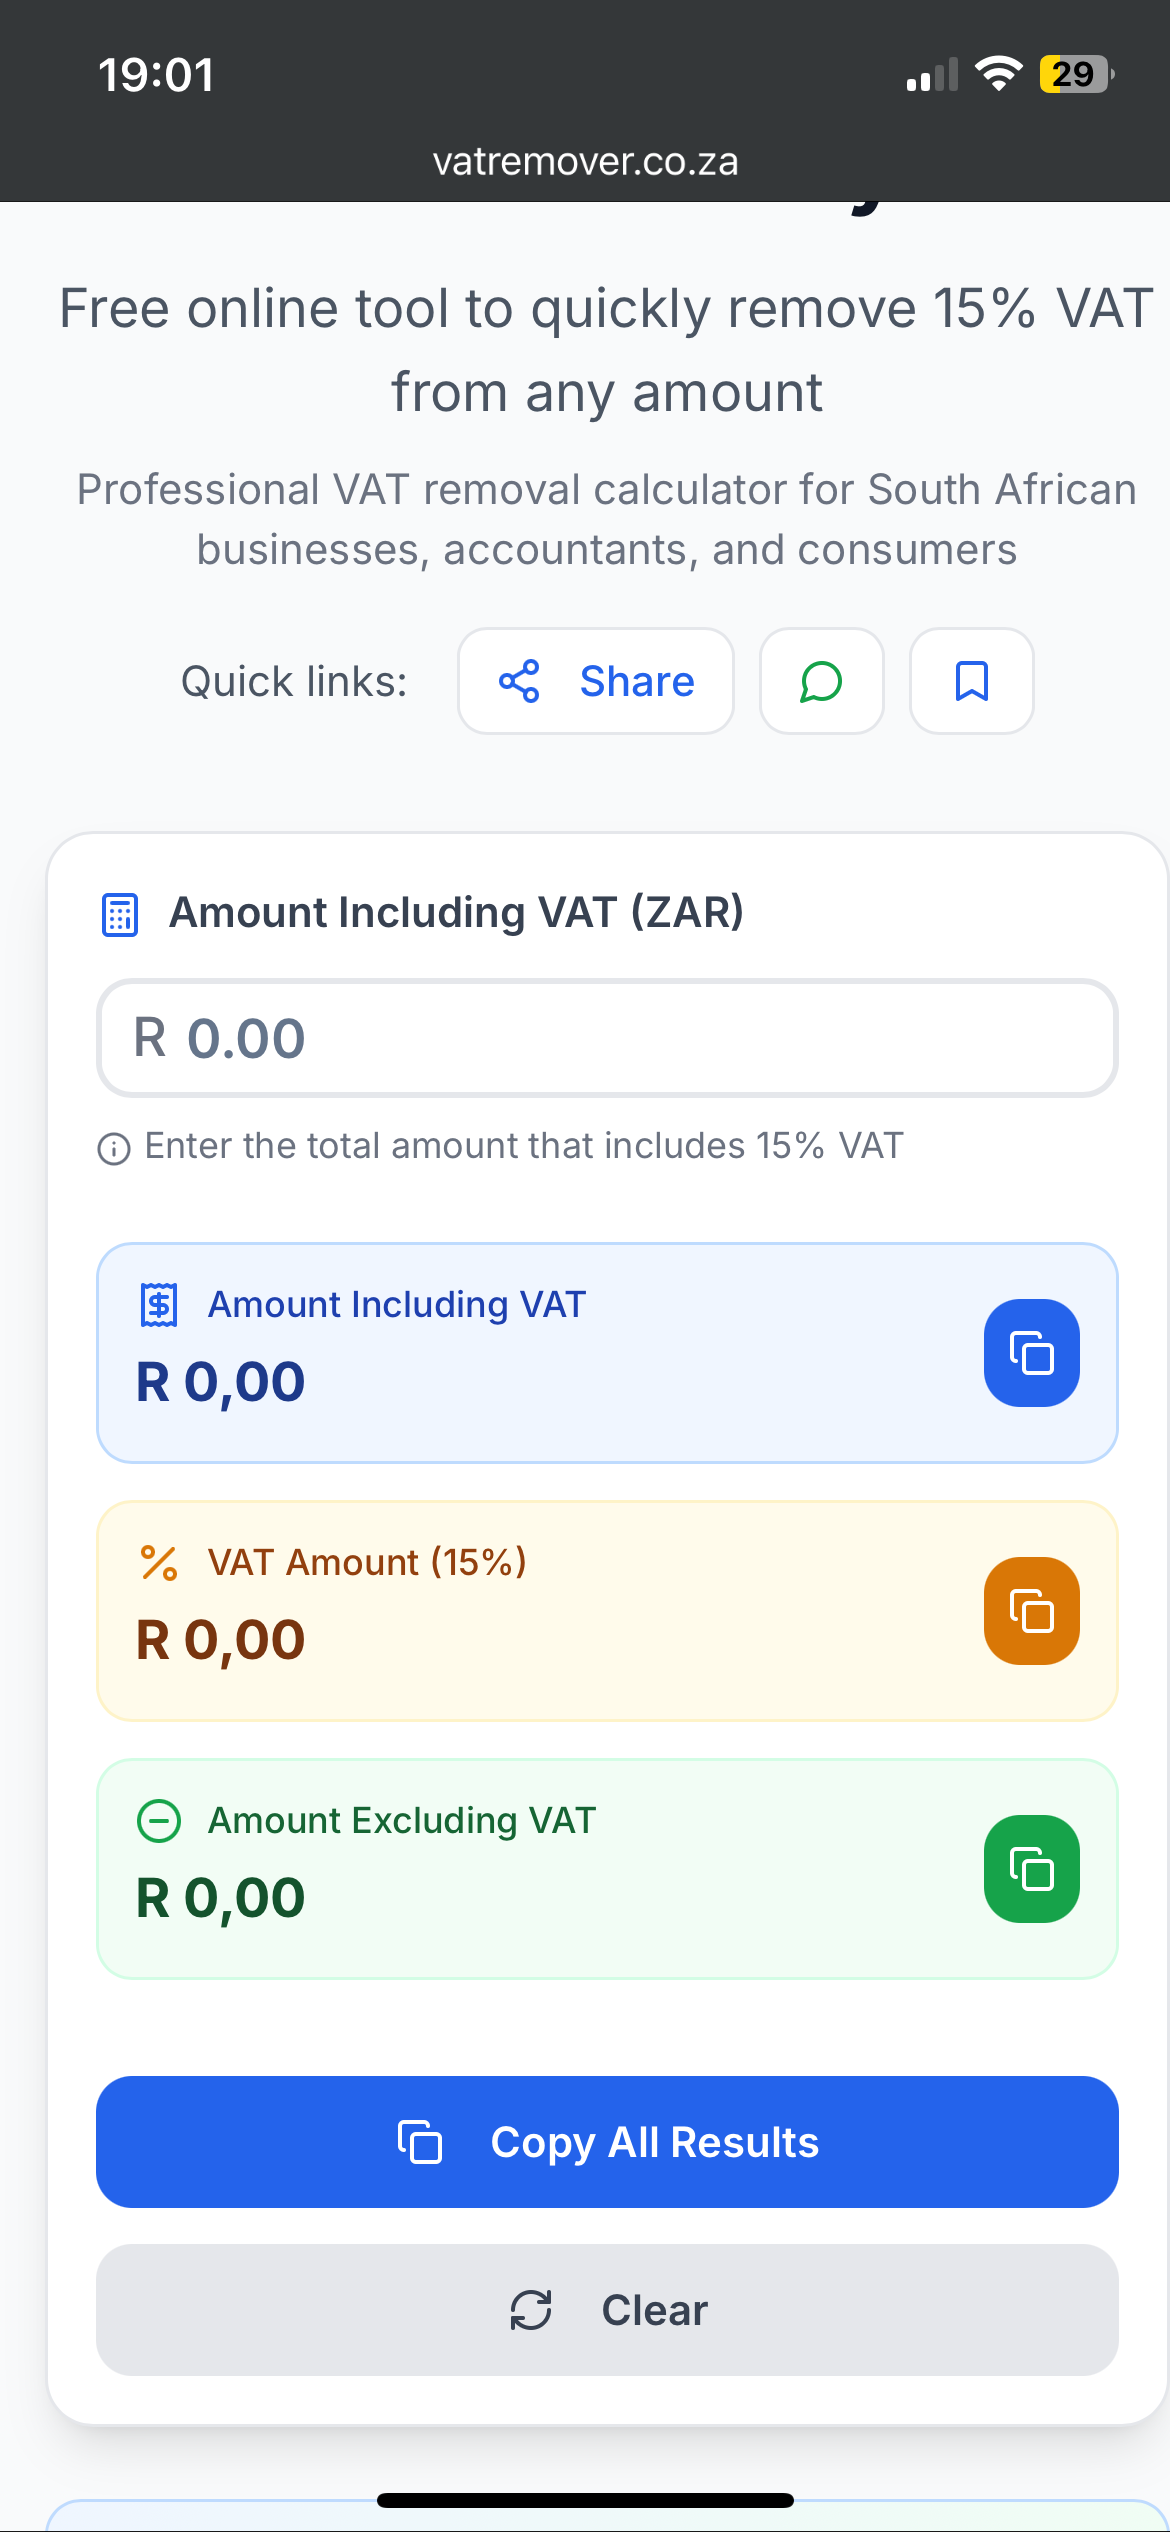 19:01
29
vatremover.co.za
Free online tool to quickly remove 15% VAT
from any amount
Professional VAT removal calculator for South African
businesses, accountants, and consumers
Quick links:
Share
Amount Including VAT (ZAR)
R 0.00
Enter the total amount that includes 15% VAT
Amount Including VAT
R 0,00
VAT Amount (15%)
R 0,00
Amount Excluding VAT
R 0,00
Copy All Results
Clear